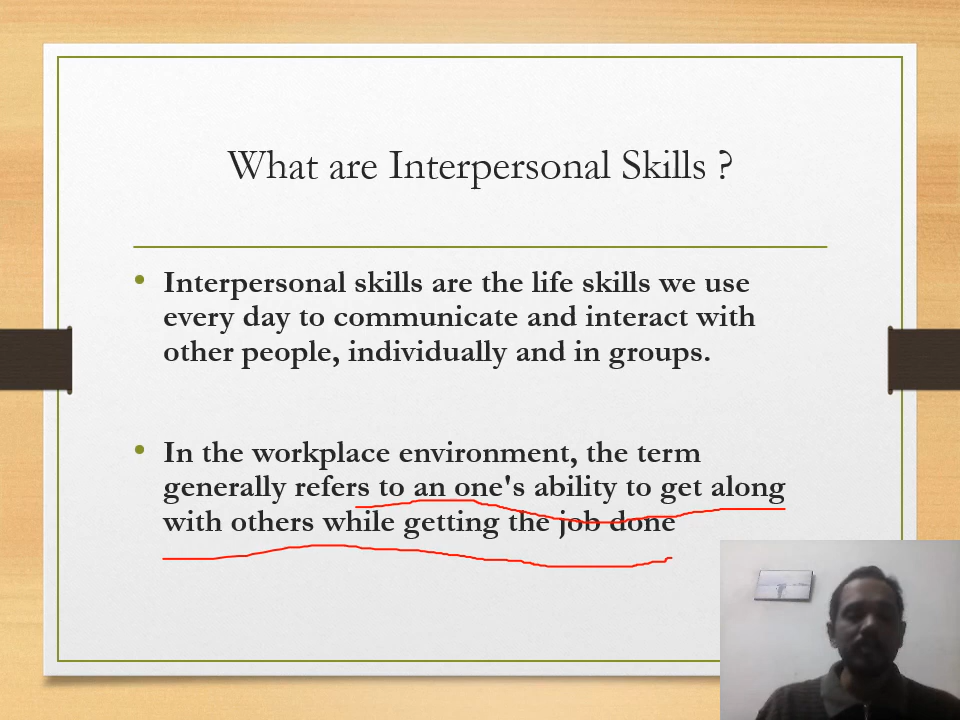 What are Interpersonal Skills ?
• Interpersonal skills are the life skills we use
every day to communicate and interact with
other people, individually and in groups.
• In the workplace environment, the term
generally refers to an one's ability to get along
with others while getting the job done